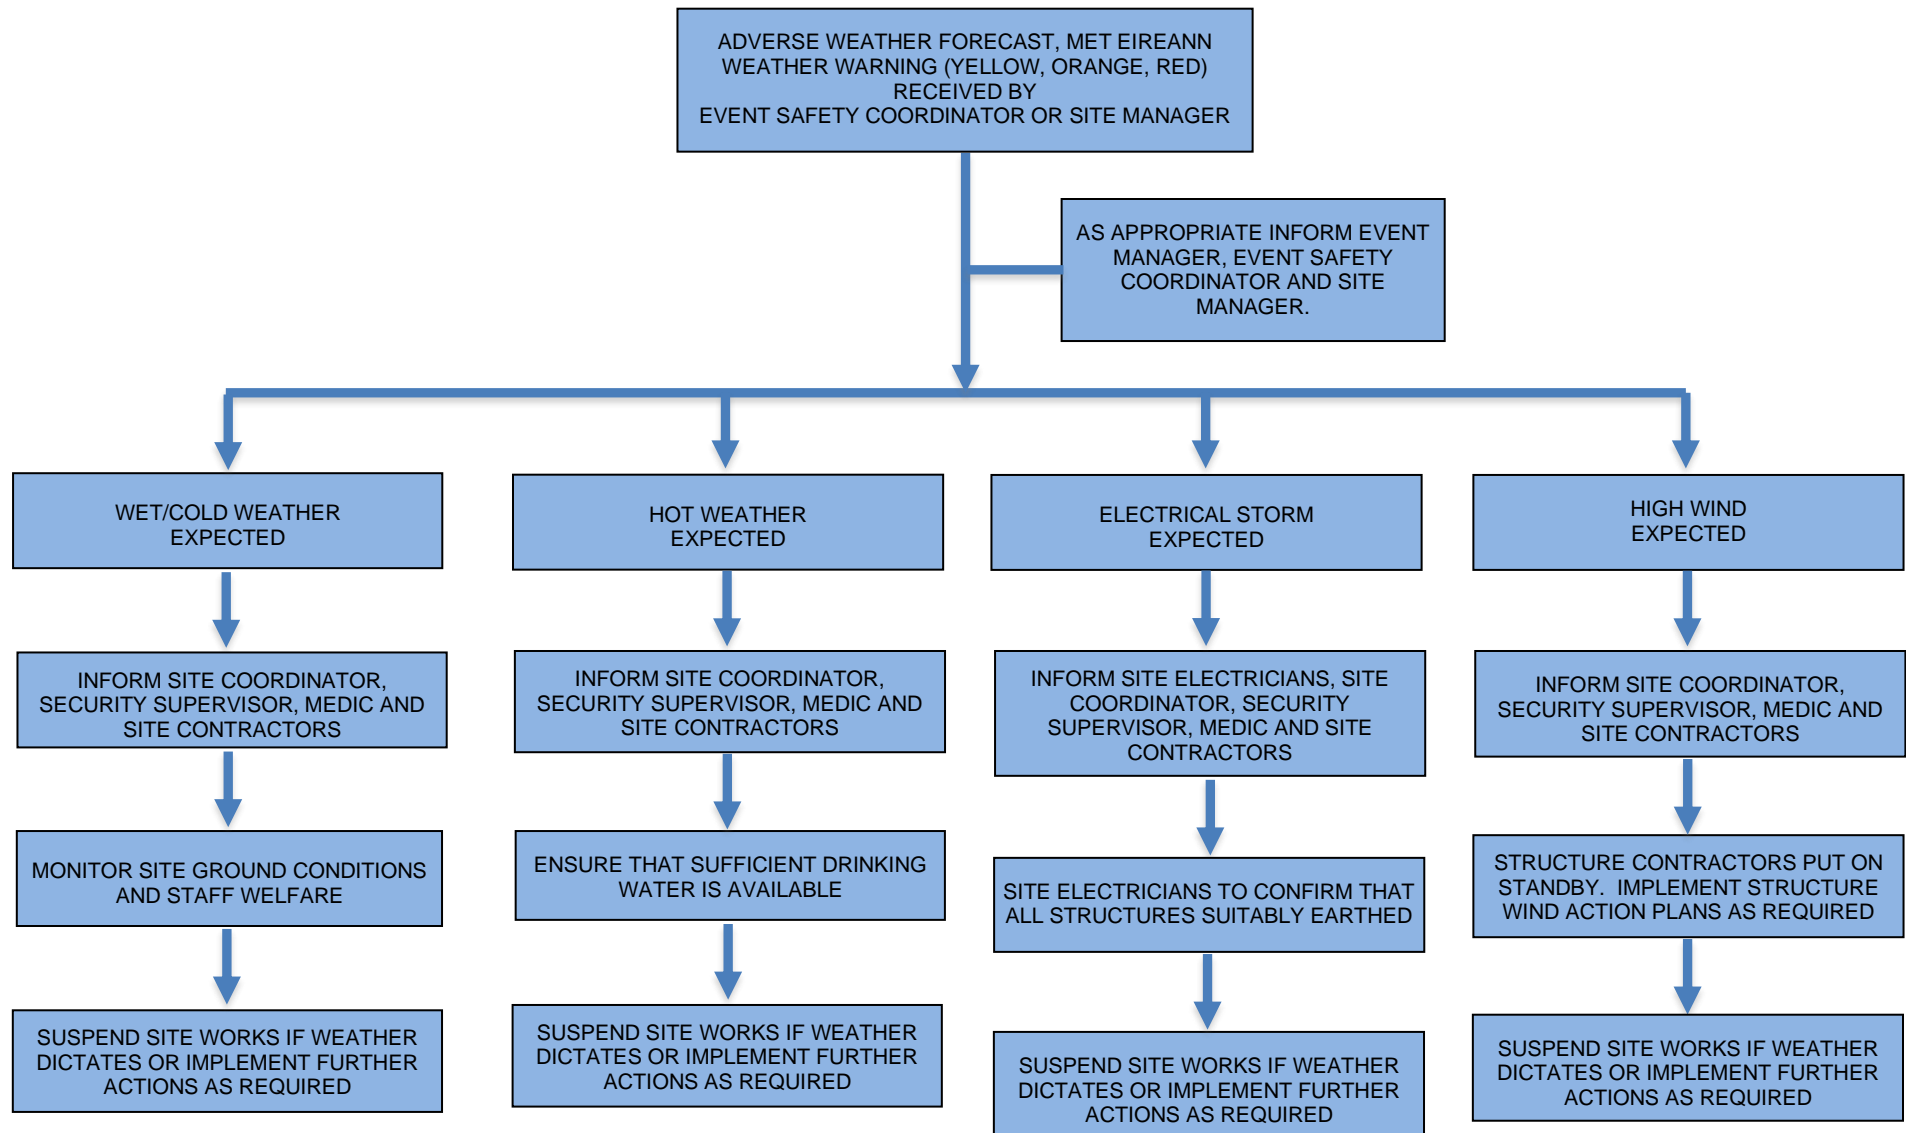 ADVERSE WEATHER FORECAST, MET EIREANN
WEATHER WARNING (YELLOW, ORANGE, RED)
RECEIVED BY
EVENT SAFETY COORDINATOR OR SITE MANAGER
AS APPROPRIATE INFORM EVENT
MANAGER, EVENT SAFETY
COORDINATOR AND SITE
MANAGER.
WET/COLD WEATHER
EXPECTED
HOT WEATHER
EXPECTED
ELECTRICAL STORM
EXPECTED
HIGH WIND
EXPECTED
INFORM SITE COORDINATOR,
SECURITY SUPERVISOR, MEDIC AND
SITE CONTRACTORS
INFORM SITE COORDINATOR,
SECURITY SUPERVISOR, MEDIC AND
SITE CONTRACTORS
INFORM SITE ELECTRICIANS, SITE
COORDINATOR, SECURITY
SUPERVISOR, MEDIC AND SITE
CONTRACTORS
INFORM SITE COORDINATOR,
SECURITY SUPERVISOR, MEDIC AND
SITE CONTRACTORS
MONITOR SITE GROUND CONDITIONS
AND STAFF WELFARE
ENSURE THAT SUFFICIENT DRINKING
WATER IS AVAILABLE
SITE ELECTRICIANS TO CONFIRM THAT
ALL STRUCTURES SUITABLY EARTHED
STRUCTURE CONTRACTORS PUT ON
STANDBY.  IMPLEMENT STRUCTURE
WIND ACTION PLANS AS REQUIRED
SUSPEND SITE WORKS IF WEATHER
DICTATES OR IMPLEMENT FURTHER
ACTIONS AS REQUIRED
SUSPEND SITE WORKS IF WEATHER
DICTATES OR IMPLEMENT FURTHER
ACTIONS AS REQUIRED
SUSPEND SITE WORKS IF WEATHER
DICTATES OR IMPLEMENT FURTHER
ACTIONS AS REQUIRED
SUSPEND SITE WORKS IF WEATHER
DICTATES OR IMPLEMENT FURTHER
ACTIONS AS REQUIRED